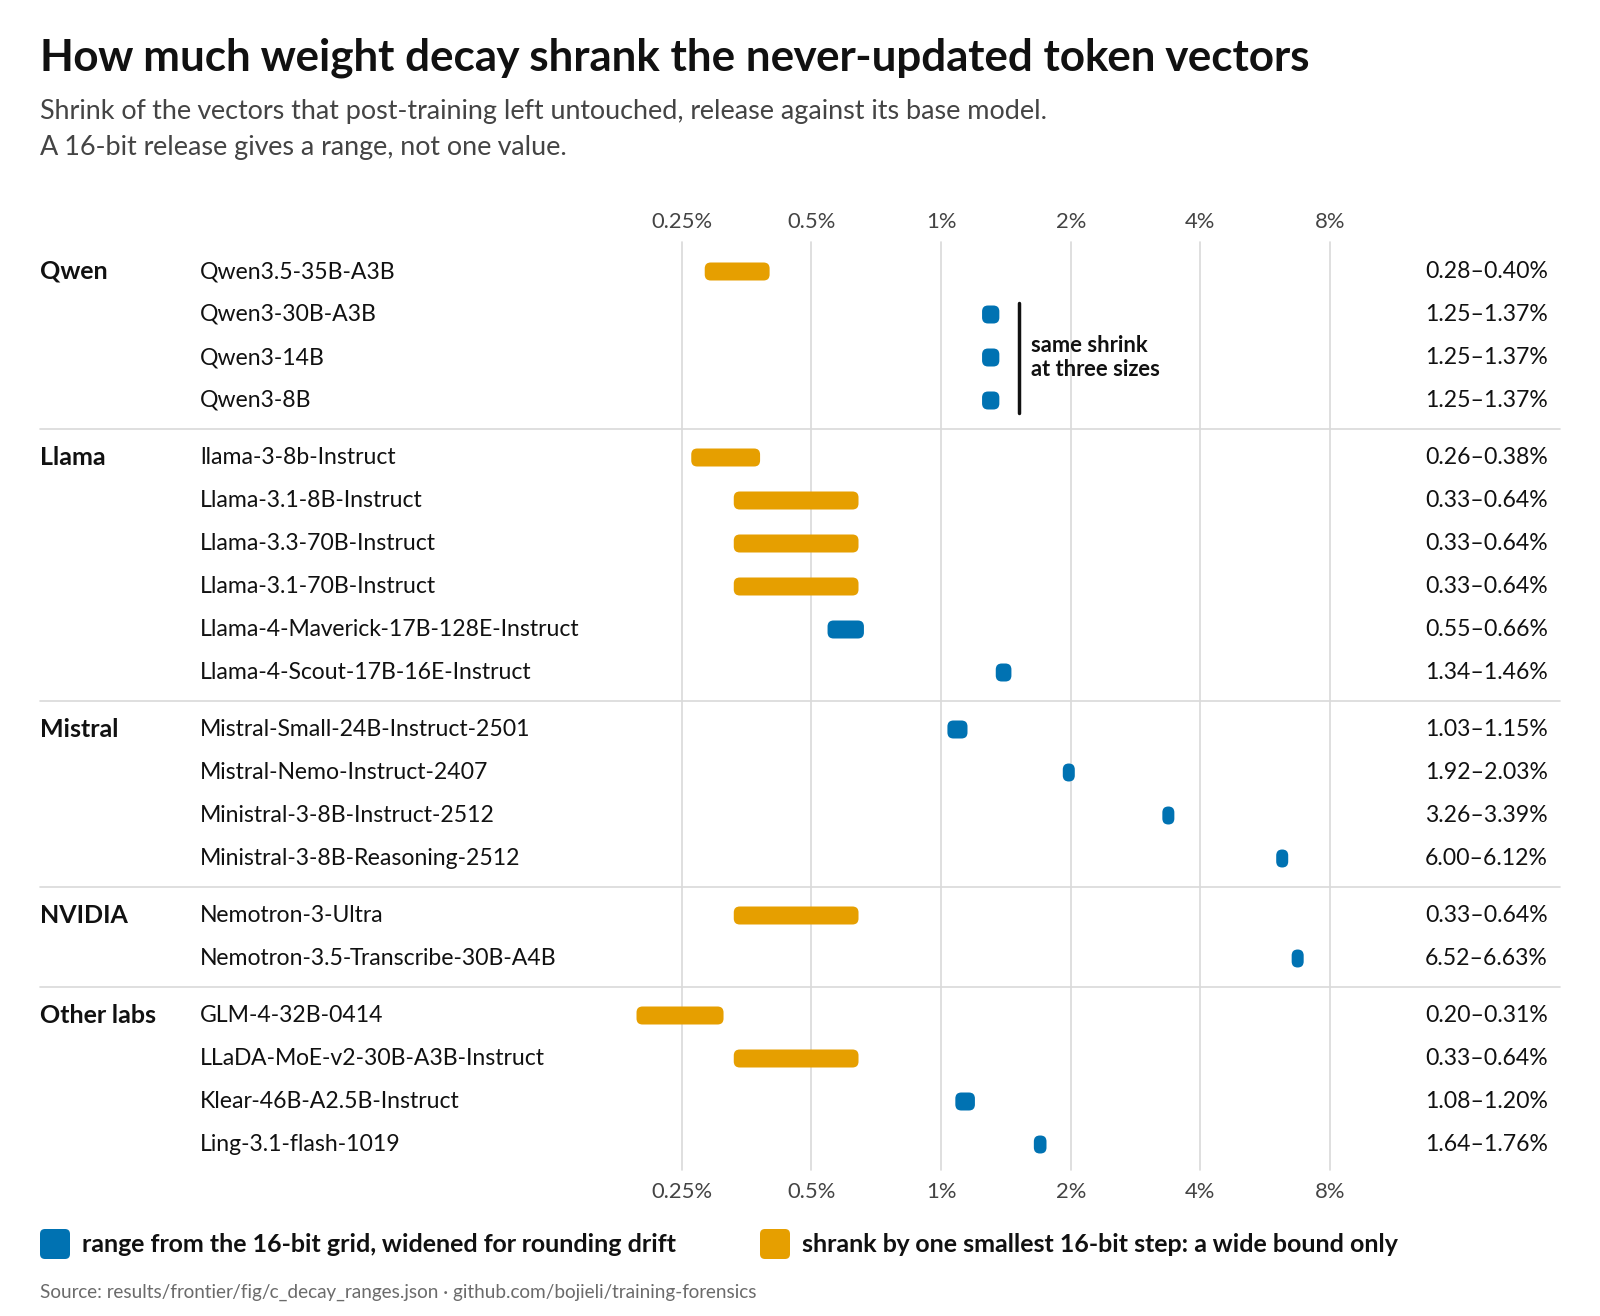 How much weight decay shrank the never-updated token vectors
Shrink of the vectors that post-training left untouched, release against its base model.
A 16-bit release gives a range, not one value.
0.25% 0.5% 1% 2% 4% 8%
Qwen Qwen3.5-35B-A3B 0.28–0.40%
Qwen3-30B-A3B 1.25–1.37%
same shrink
at three sizes
Qwen3-14B 1.25–1.37%
Qwen3-8B 1.25–1.37%
Llama llama-3-8b-Instruct 0.26–0.38%
Llama-3.1-8B-Instruct 0.33–0.64%
Llama-3.3-70B-Instruct 0.33–0.64%
Llama-3.1-70B-Instruct 0.33–0.64%
Llama-4-Maverick-17B-128E-Instruct 0.55–0.66%
Llama-4-Scout-17B-16E-Instruct 1.34–1.46%
Mistral Mistral-Small-24B-Instruct-2501 1.03–1.15%
Mistral-Nemo-Instruct-2407 1.92–2.03%
Ministral-3-8B-Instruct-2512 3.26–3.39%
Ministral-3-8B-Reasoning-2512 6.00–6.12%
NVIDIA Nemotron-3-Ultra 0.33–0.64%
Nemotron-3.5-Transcribe-30B-A4B 6.52–6.63%
Other labs GLM-4-32B-0414 0.20–0.31%
LLaDA-MoE-v2-30B-A3B-Instruct 0.33–0.64%
Klear-46B-A2.5B-Instruct 1.08–1.20%
Ling-3.1-flash-1019 1.64–1.76%
0.25% 0.5% 1% 2% 4% 8%
range from the 16-bit grid, widened for rounding drift
shrank by one smallest 16-bit step: a wide bound only
Source: results/frontier/fig/c_decay_ranges.json · github.com/bojieli/training-forensics